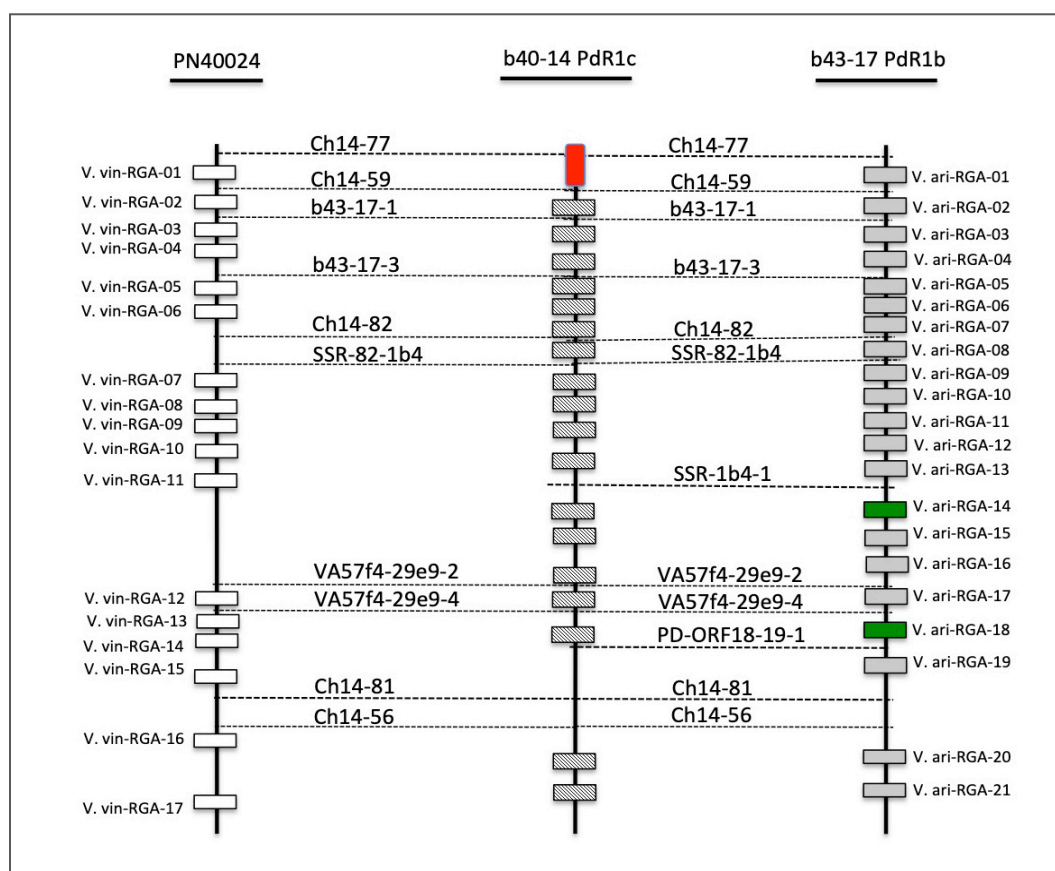 PN40024 b40-14 PdR1c b43-17 PdR1b
Ch14-77 Ch14-77
V. vin-RGA-01 V. ari-RGA-01
Ch14-59 Ch14-59
V. vin-RGA-02 V. ari-RGA-02
b43-17-1 b43-17-1
V. vin-RGA-03 V. ari-RGA-03
V. vin-RGA-04 V. ari-RGA-04
b43-17-3 b43-17-3
V. vin-RGA-05 V. ari-RGA-05
V. vin-RGA-06 V. ari-RGA-06
Ch14-82 Ch14-82 V. ari-RGA-07
SSR-82-1b4 SSR-82-1b4 V. ari-RGA-08
V. vin-RGA-07 V. ari-RGA-09
V. vin-RGA-08 V. ari-RGA-10
V. vin-RGA-09 V. ari-RGA-11
V. vin-RGA-10 V. ari-RGA-12
SSR-1b4-1 V. ari-RGA-13
V. vin-RGA-11
V. ari-RGA-14
V. ari-RGA-15
V. ari-RGA-16
VA57f4-29e9-2 VA57f4-29e9-2
V. vin-RGA-12 VA57f4-29e9-4 VA57f4-29e9-4 V. ari-RGA-17
V. vin-RGA-13 V. ari-RGA-18
V. vin-RGA-14 PD-ORF18-19-1
V. vin-RGA-15 V. ari-RGA-19
Ch14-81 Ch14-81
Ch14-56 Ch14-56
V. vin-RGA-16 V. ari-RGA-20
V. vin-RGA-17 V. ari-RGA-21